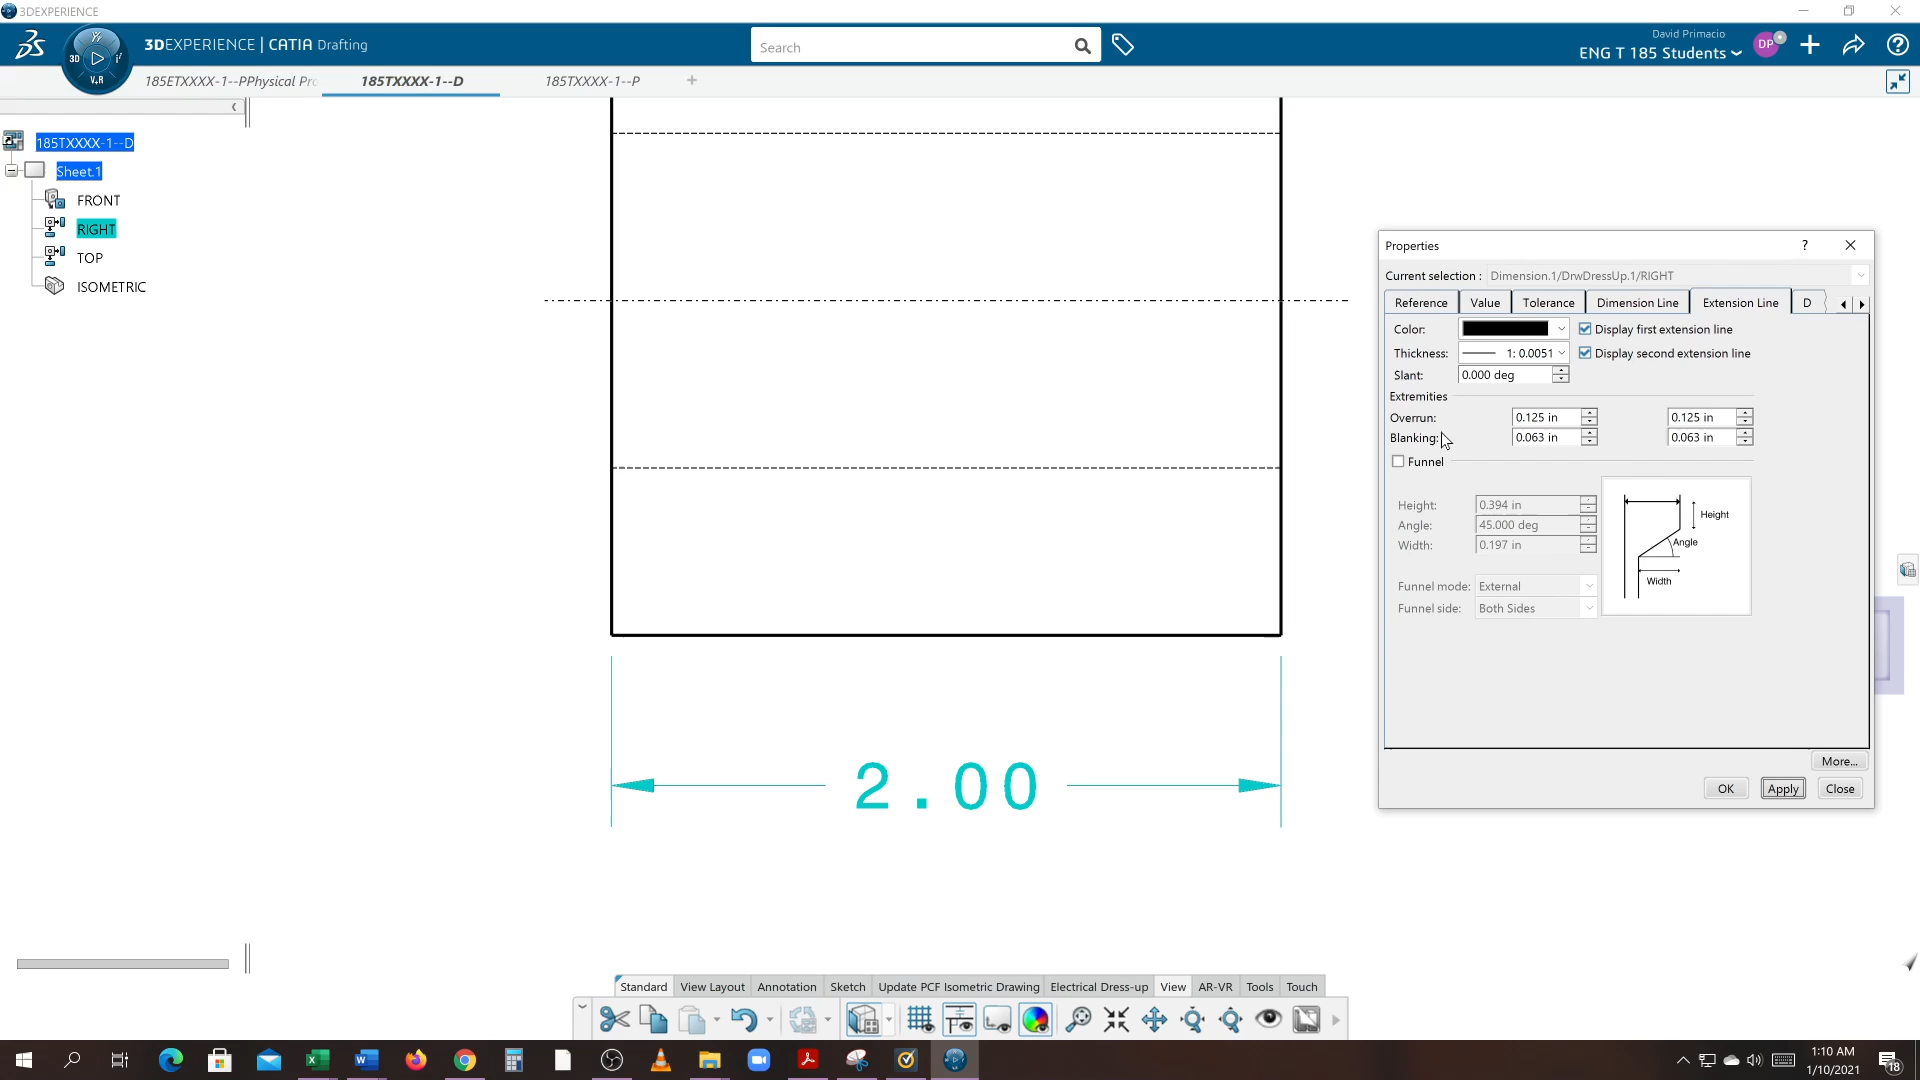 3DEXPERIENCE
3DEXPERIENCE | CATIA Drafting
Search
David Primacio
ENG T 185 Students
DP
3D
V+R
185ETXXXX-1--PPhysical Pro
185TXXXX-1--D
185TXXXX-1--P
185TXXXX-1--D
Sheet.1
FRONT
RIGHT
TOP
ISOMETRIC
2.00
Properties
?
Current selection : Dimension.1/DrwDressUp.1/RIGHT
Reference Value Tolerance Dimension Line Extension Line D
Color: Display first extension line
Thickness: 1: 0.0051 Display second extension line
Slant: 0.000 deg
Extremities
Overrun: 0.125 in 0.125 in
Blanking: 0.063 in 0.063 in
Funnel
Height: 0.394 in
Angle: 45.000 deg
Width: 0.197 in
Funnel mode: External
Funnel side: Both Sides
Height
Angle
Width
More...
OK Apply Close
Standard View Layout Annotation Sketch Update PCF Isometric Drawing Electrical Dress-up View AR-VR Tools Touch
1:10 AM
1/10/2021
18